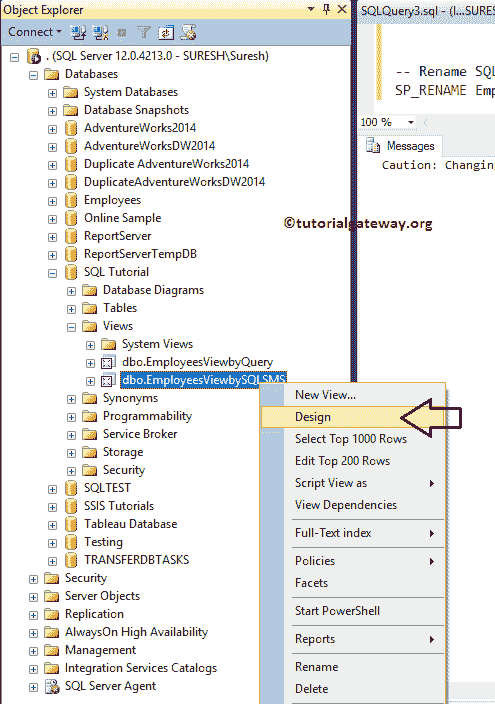 Object Explorer
Connect
. (SQL Server 12.0.4213.0 - SURESH\Suresh)
Databases
System Databases
Database Snapshots
AdventureWorks2014
AdventureWorksDW2014
Duplicate AdventureWorks2014
DuplicateAdventureWorksDW2014
Employees
Online Sample
ReportServer
ReportServerTempDB
SQL Tutorial
Database Diagrams
Tables
Views
System Views
dbo.EmployeesViewbyQuery
dbo.EmployeesViewbySQLSMS
Synonyms
Programmability
Service Broker
Storage
Security
SQLTEST
SSIS Tutorials
Tableau Database
Testing
TRANSFERDBTASKS
Security
Server Objects
Replication
AlwaysOn High Availability
Management
Integration Services Catalogs
SQL Server Agent
New View...
Design
Select Top 1000 Rows
Edit Top 200 Rows
Script View as
View Dependencies
Full-Text index
Policies
Facets
Start PowerShell
Reports
Rename
Delete
SQLQuery3.sql - (l...SU
-- Rename SQL
SP_RENAME Emp
100 %
Messages
Caution: Changing
©tutorialgateway.org